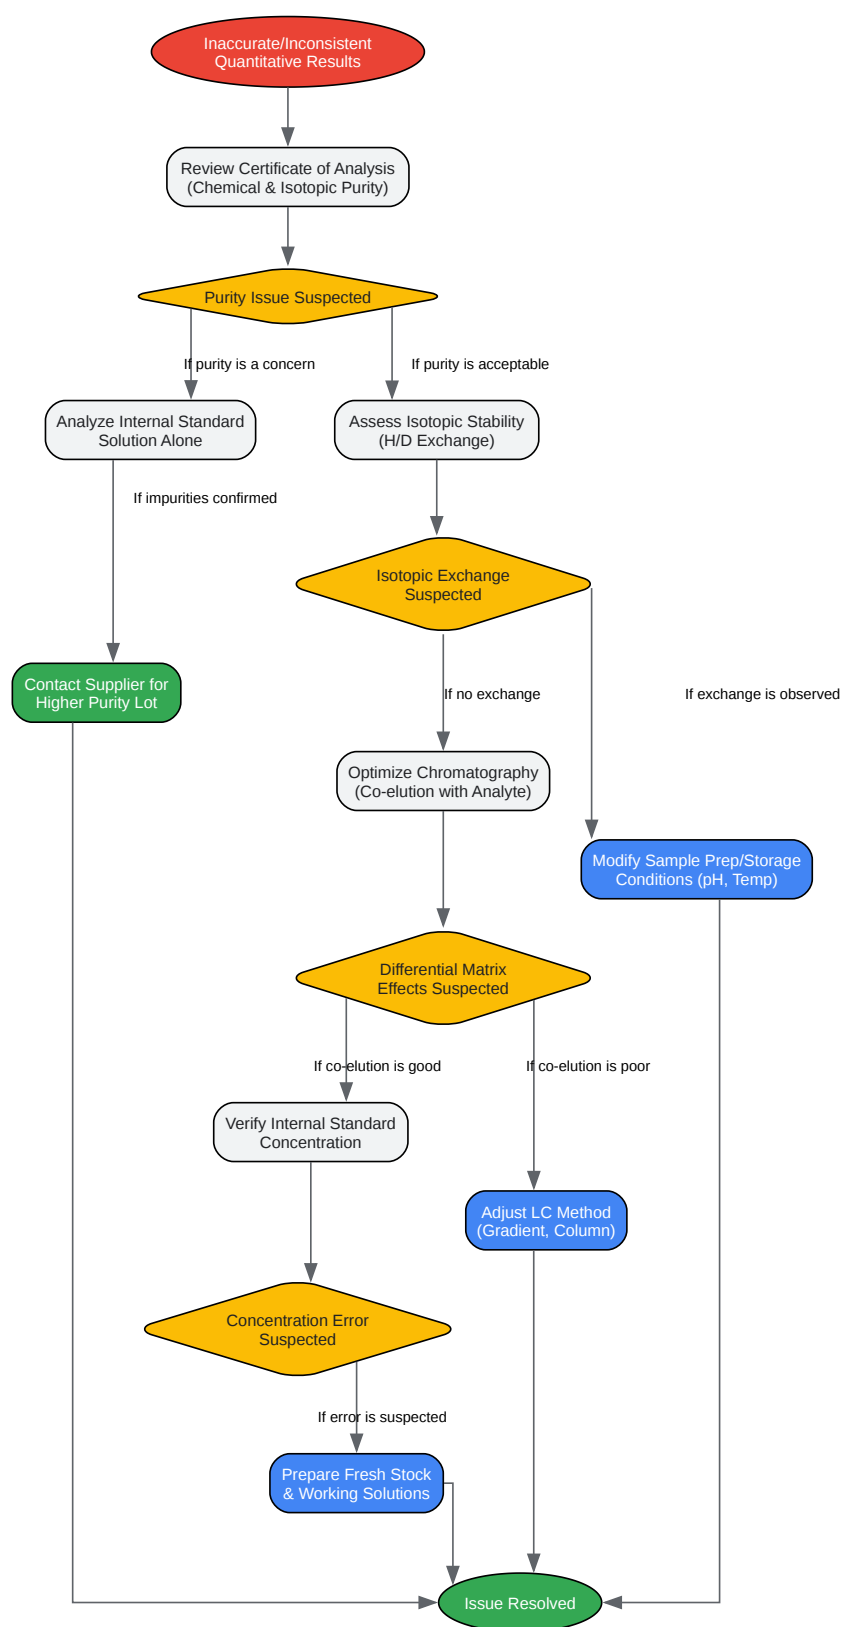 Inaccurate/Inconsistent
Quantitative Results
Review Certificate of Analysis
(Chemical & Isotopic Purity)
Purity Issue Suspected
If purity is a concern
If purity is acceptable
Analyze Internal Standard
Solution Alone
Assess Isotopic Stability
(H/D Exchange)
If impurities confirmed
Isotopic Exchange
Suspected
Contact Supplier for
Higher Purity Lot
If no exchange
If exchange is observed
Optimize Chromatography
(Co-elution with Analyte)
Modify Sample Prep/Storage
Conditions (pH, Temp)
Differential Matrix
Effects Suspected
If co-elution is good
If co-elution is poor
Verify Internal Standard
Concentration
Adjust LC Method
(Gradient, Column)
Concentration Error
Suspected
If error is suspected
Prepare Fresh Stock
& Working Solutions
Issue Resolved